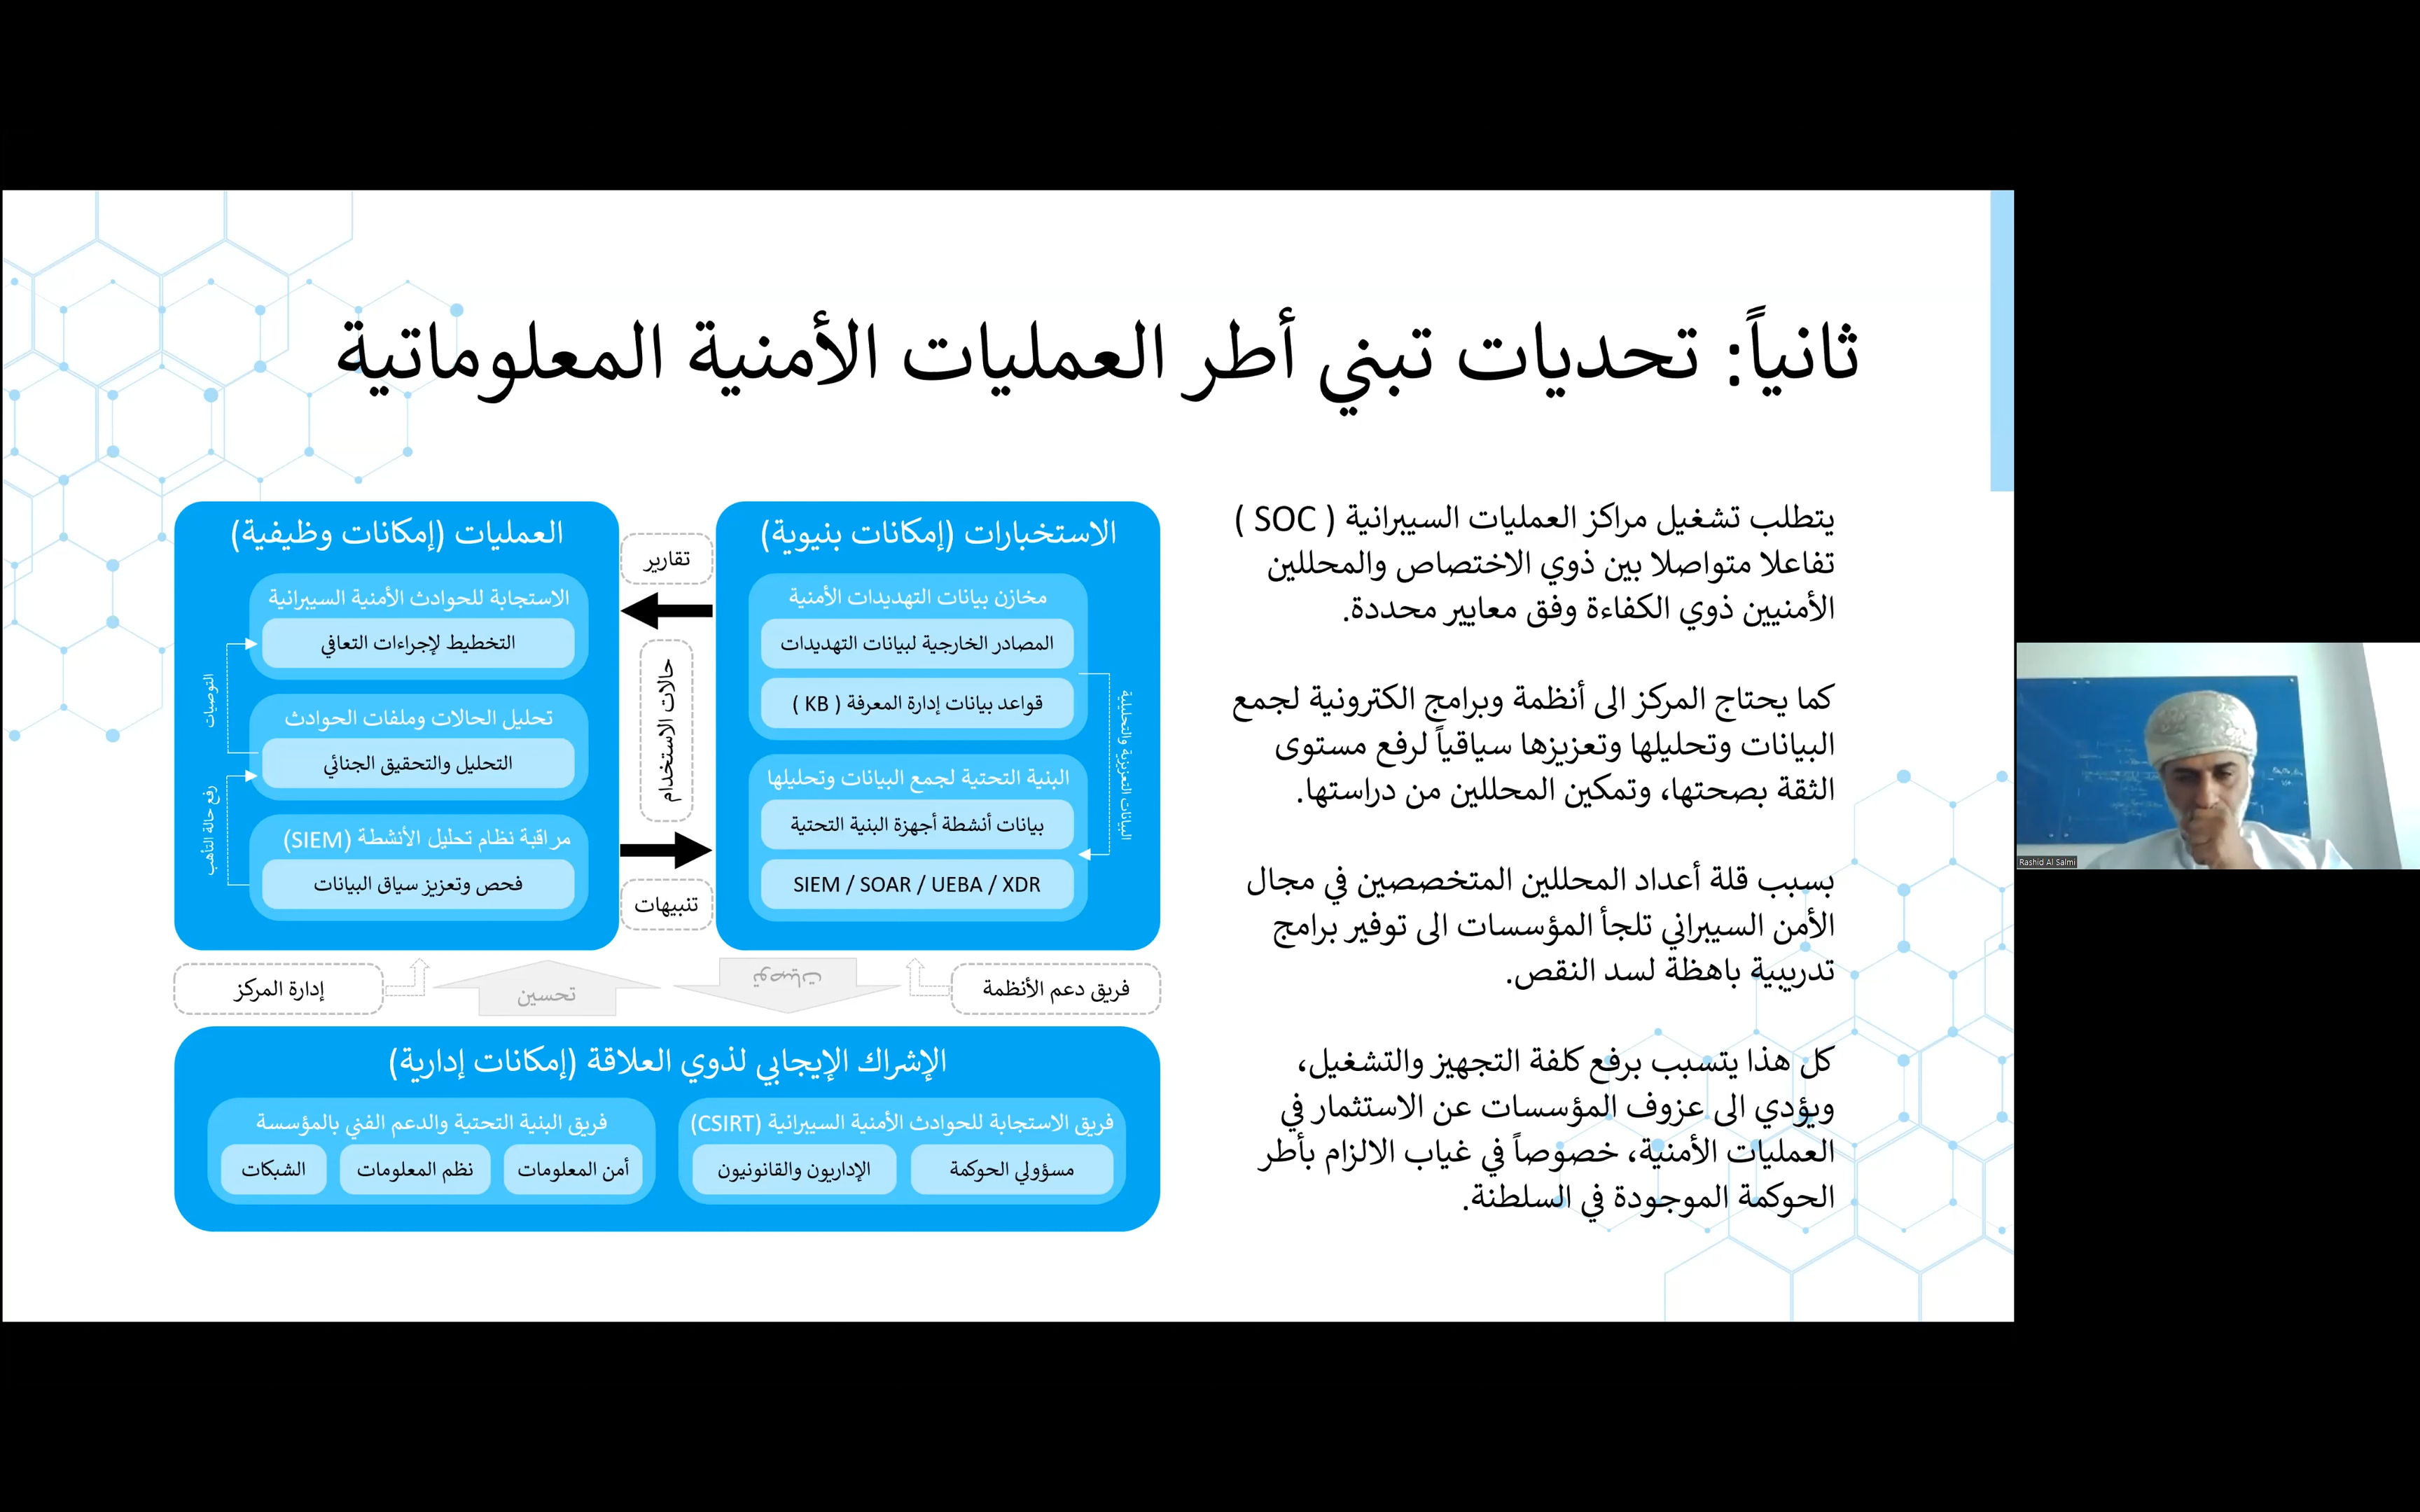 ثانياً: تحديات تبني أطر العمليات الأمنية المعلوماتية
يتطلب تشغيل مراكز العمليات السيبرانية ( SOC )
تفاعلا متواصلا بين ذوي الاختصاص والمحللين
الأمنيين ذوي الكفاءة وفق معايير محددة.
كما يحتاج المركز الى أنظمة وبرامج الكترونية لجمع
البيانات وتحليلها وتعزيزها سياقياً لرفع مستوى
الثقة بصحتها، وتمكين المحللين من دراستها.
بسبب قلة أعداد المحللين المتخصصين في مجال
الأمن السيبراني تلجأ المؤسسات الى توفير برامج
تدريبية باهظة لسد النقص.
كل هذا يتسبب برفع كلفة التجهيز والتشغيل،
ويؤدي الى عزوف المؤسسات عن الاستثمار في
العمليات الأمنية، خصوصاً في غياب الالزام بأطر
الحوكمة الموجودة في السلطنة.
الاستخبارات (إمكانات بنيوية)
مخازن بيانات التهديدات الأمنية
المصادر الخارجية لبيانات التهديدات
قواعد بيانات إدارة المعرفة ( KB )
البنية التحتية لجمع البيانات وتحليلها
بيانات أنشطة أجهزة البنية التحتية
SIEM / SOAR / UEBA / XDR
البيانات التعزيزية والتحليلية
تقارير
حالات الاستخدام
تنبيهات
العمليات (إمكانات وظيفية)
الاستجابة للحوادث الأمنية السيبرانية
التخطيط لإجراءات التعافي
تحليل الحالات وملفات الحوادث
التحليل والتحقيق الجنائي
مراقبة نظام تحليل الأنشطة (SIEM)
فحص وتعزيز سياق البيانات
التوصيات
رفع حالة التأهب
فريق دعم الأنظمة
توصيات
تحسين
إدارة المركز
الإشراك الإيجابي لذوي العلاقة (إمكانات إدارية)
فريق الاستجابة للحوادث الأمنية السيبرانية (CSIRT)
مسؤولي الحوكمة
الإداريون والقانونيون
فريق البنية التحتية والدعم الفني بالمؤسسة
أمن المعلومات
نظم المعلومات
الشبكات
Rashid Al Salmi